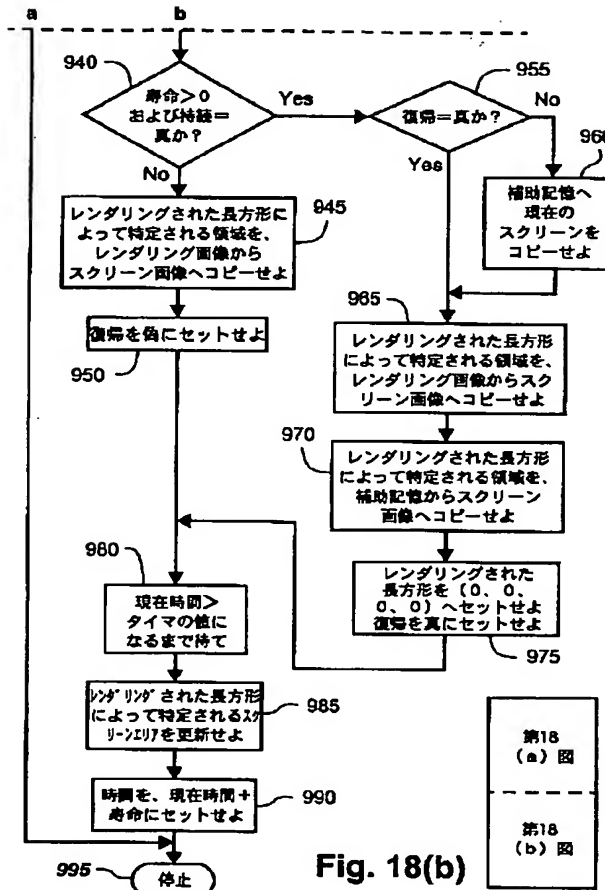 a
b
940
寿命＞0
および持続＝
真か？
Yes
No
955
復帰＝真か？
No
Yes
960
補助記憶へ
現在の
スクリーンを
コピーせよ
レンダリングされた長方形に
よって特定される領域を、
レンダリング画像から
スクリーン画像へコピーせよ
945
復帰を偽にセットせよ
950
965
レンダリングされた長方形
によって特定される領域を、
レンダリング画像からスク
リーン画像へコピーせよ
970
レンダリングされた長方形
によって特定される領域を、
補助記憶からスクリーン
画像へコピーせよ
レンダリングされた
長方形を（0、0、
0、0）へセットせよ
復帰を真にセットせよ
975
980
現在時間＞
タイマの値に
なるまで待て
レンダリンダされた長方形
によって特定されるスク
リーンエリアを更新せよ
985
時間を、現在時間＋
寿命にセットせよ
990
995
停止
Fig. 18(b)
第18
（a）図
第18
（b）図